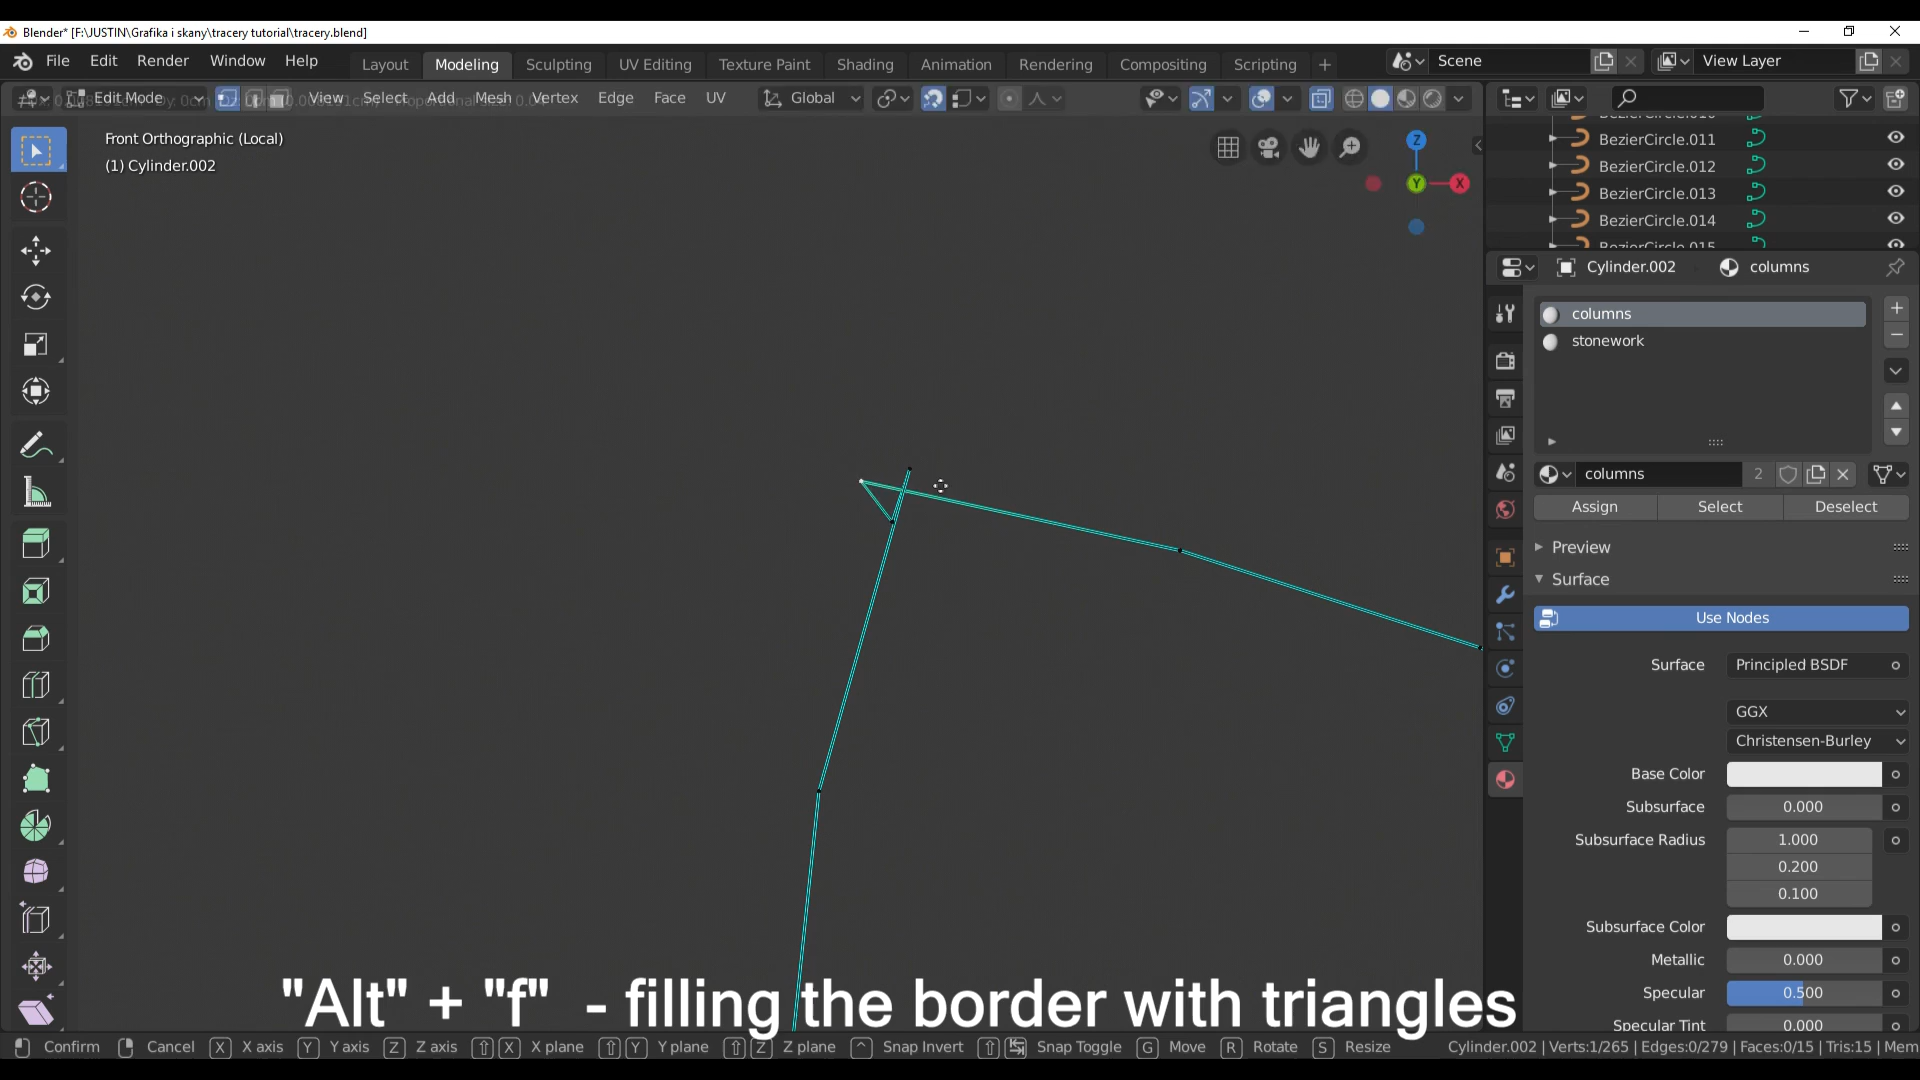 Blender* [F:\JUSTIN\Grafika i skany\tracery tutorial\tracery.blend]
File Edit Render Window Help Layout Modeling Sculpting UV Editing Texture Paint Shading Animation Rendering Compositing Scripting + Scene View Layer
Edit Mode View Select Add Mesh Vertex Edge Face UV Global
Front Orthographic (Local)
(1) Cylinder.002
Z
Y
X
BezierCircle.011
BezierCircle.012
BezierCircle.013
BezierCircle.014
BezierCircle.015
Cylinder.002 columns
columns
stonework
columns 2
Assign Select Deselect
Preview
Surface
Use Nodes
Surface Principled BSDF
GGX
Christensen-Burley
Base Color
Subsurface 0.000
Subsurface Radius 1.000
0.200
0.100
Subsurface Color
Metallic 0.000
Specular 0.500
Specular Tint 0.000
"Alt" + "f" - filling the border with triangles
Confirm Cancel X X axis Y Y axis Z Z axis X X plane Y Y plane Z Z plane Snap Invert Snap Toggle G Move R Rotate S Resize Cylinder.002 | Verts:1/265 | Edges:0/279 | Faces:0/15 | Tris:15 | Mem